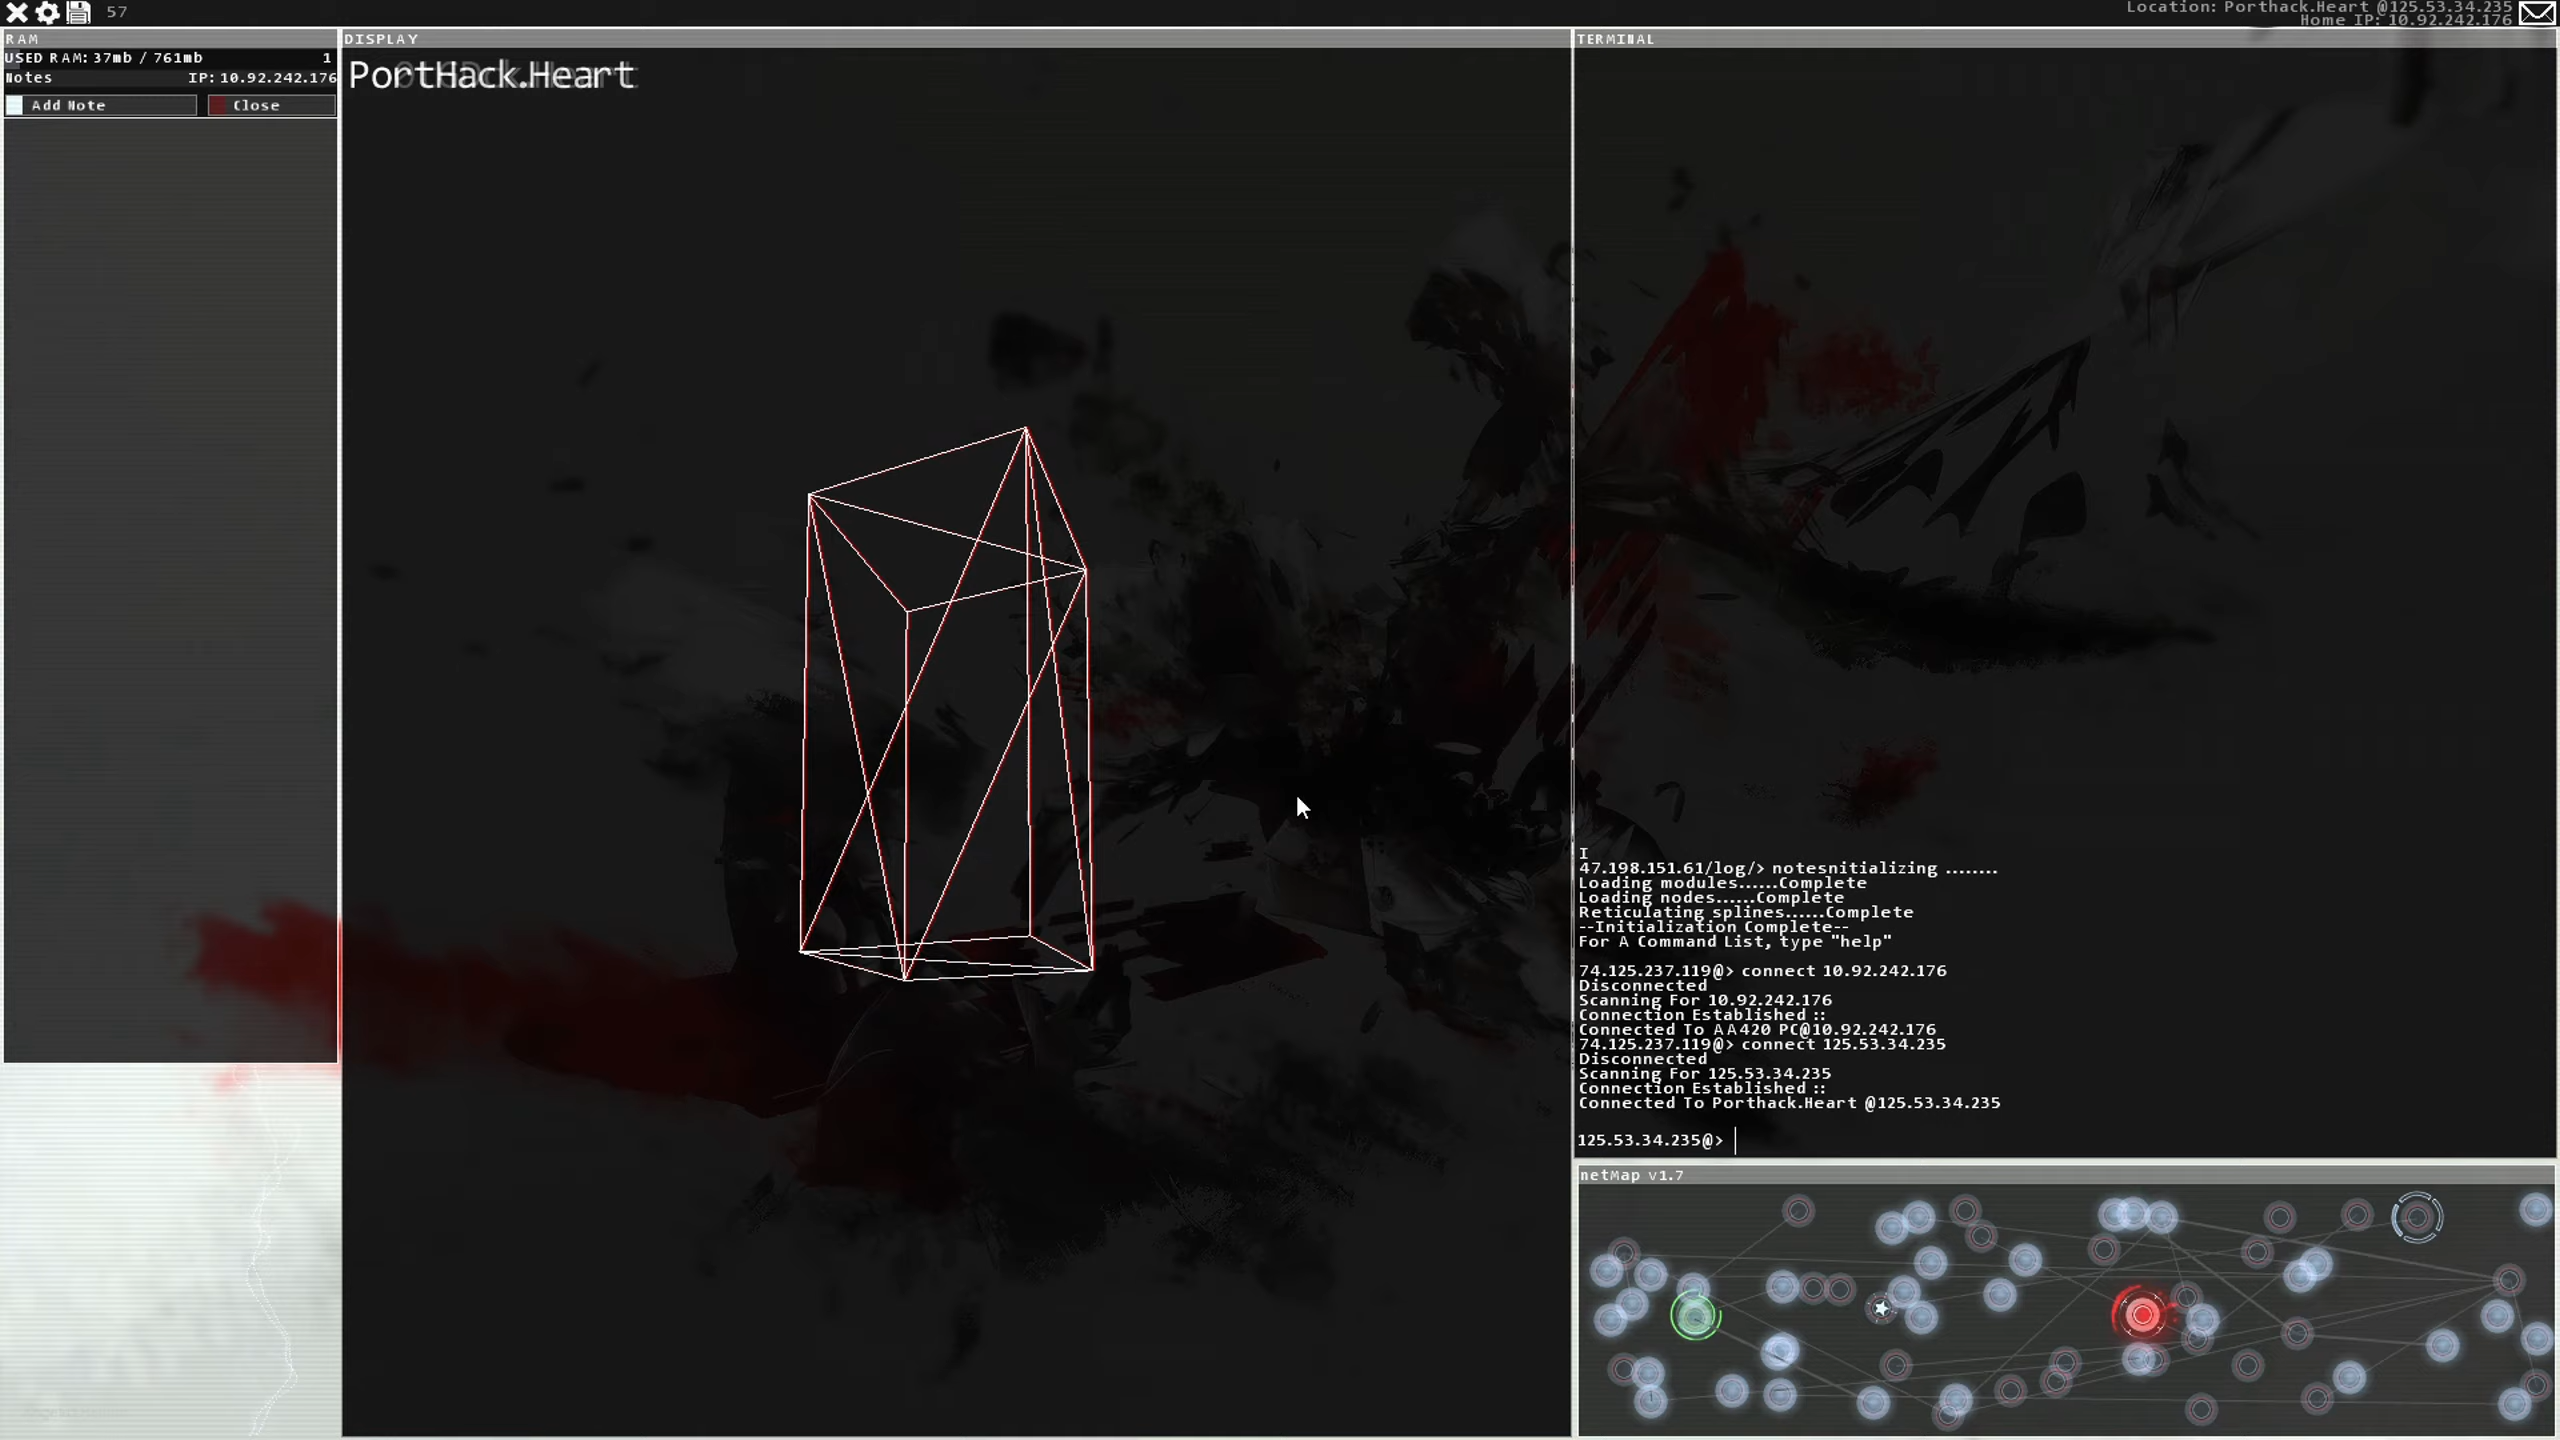 57
Location: Porthack.Heart @125.53.34.235
Home IP: 10.92.242.176
RAM
USED RAM: 37mb / 761mb 1
Notes IP: 10.92.242.176
Add Note Close
DISPLAY
PortHack.Heart
TERMINAL
I
47.198.151.61/log/> notesnitializing ........
Loading modules......Complete
Loading nodes......Complete
Reticulating splines......Complete
--Initialization Complete--
For A Command List, type "help"
74.125.237.119@> connect 10.92.242.176
Disconnected
Scanning For 10.92.242.176
Connection Established ::
Connected To AA420 PC@10.92.242.176
74.125.237.119@> connect 125.53.34.235
Disconnected
Scanning For 125.53.34.235
Connection Established ::
Connected To Porthack.Heart @125.53.34.235
125.53.34.235@>
netMap v1.7